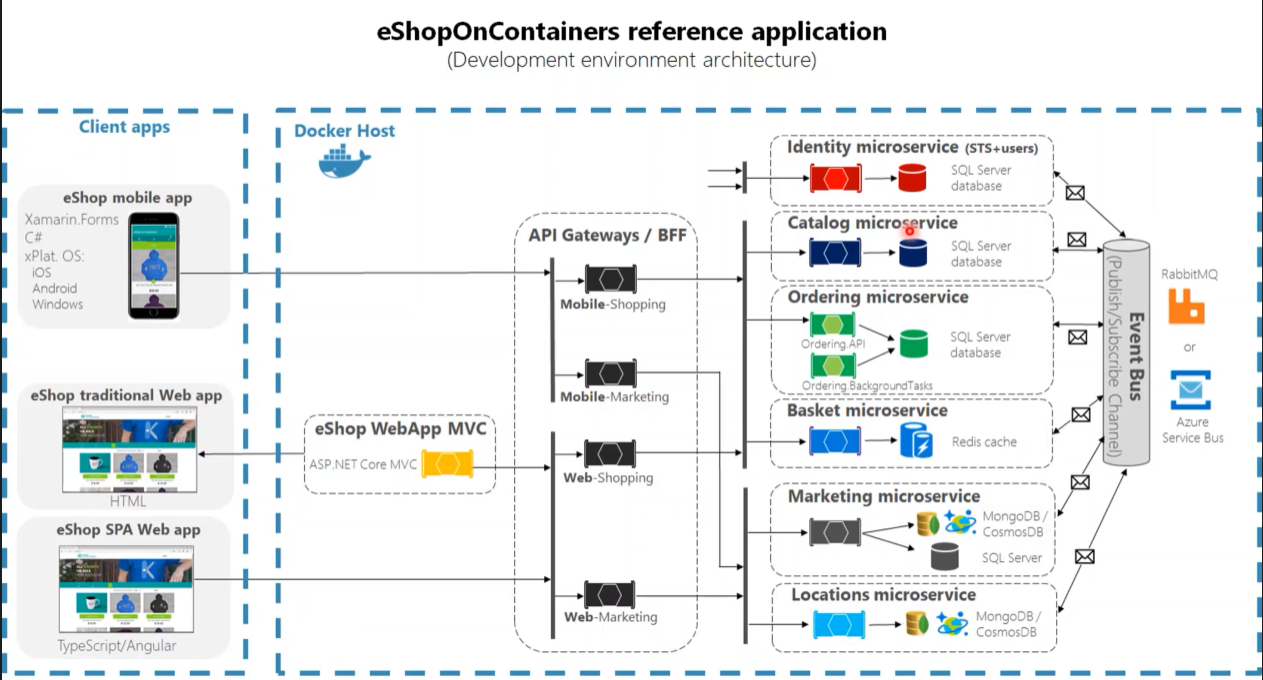 eShopOnContainers reference application
(Development environment architecture)
Client apps
eShop mobile app
Xamarin.Forms
C#
xPlat. OS:
iOS
Android
Windows
eShop traditional Web app
HTML
eShop SPA Web app
TypeScript/Angular
Docker Host
eShop WebApp MVC
ASP.NET Core MVC
API Gateways / BFF
Mobile-Shopping
Mobile-Marketing
Web-Shopping
Web-Marketing
Identity microservice (STS+users)
SQL Server
database
Catalog microservice
SQL Server
database
Ordering microservice
Ordering.API
SQL Server
database
Ordering.BackgroundTasks
Basket microservice
Redis cache
Marketing microservice
MongoDB /
CosmosDB
SQL Server
Locations microservice
MongoDB /
CosmosDB
Event Bus
(Publish/Subscribe Channel)
RabbitMQ
or
Azure
Service Bus